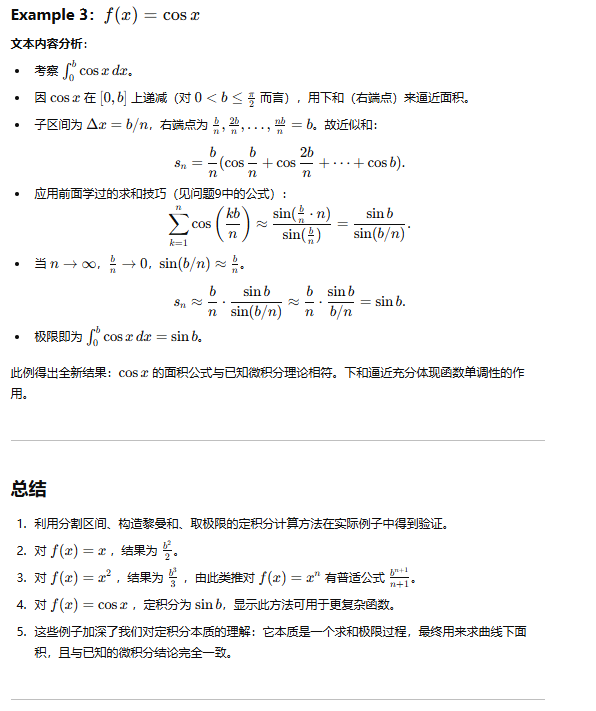 Example 3：f(x) = cos x
文本内容分析：
• 考察 ∫₀ᵇ cos x dx。
• 因 cos x 在 [0, b] 上递减（对 0 < b ≤ π/2 而言），用下和（右端点）来逼近面积。
• 子区间为 Δx = b/n，右端点为 b/n, 2b/n, …, nb/n = b。故近似和：
sₙ = b/n (cos b/n + cos 2b/n + ⋯ + cos b).
• 应用前面学过的求和技巧（见问题9中的公式）：
∑ₖ₌₁ⁿ cos (kb/n) ≈ sin(b/n · n)/sin(b/n) = sin b/sin(b/n).
• 当 n → ∞，b/n → 0，sin(b/n) ≈ b/n。
sₙ ≈ b/n · sin b/sin(b/n) ≈ b/n · sin b/b/n = sin b.
• 极限即为 ∫₀ᵇ cos x dx = sin b。
此例得出全新结果：cos x 的面积公式与已知微积分理论相符。下和逼近充分体现函数单调性的作
用。
总结
1. 利用分割区间、构造黎曼和、取极限的定积分计算方法在实际例子中得到验证。
2. 对 f(x) = x ，结果为 b²/2。
3. 对 f(x) = x² ，结果为 b³/3 ，由此类推对 f(x) = xⁿ 有普适公式 bⁿ⁺¹/n+1。
4. 对 f(x) = cos x ，定积分为 sin b，显示此方法可用于更复杂函数。
5. 这些例子加深了我们对定积分本质的理解：它本质是一个求和极限过程，最终用来求曲线下面
积，且与已知的微积分结论完全一致。